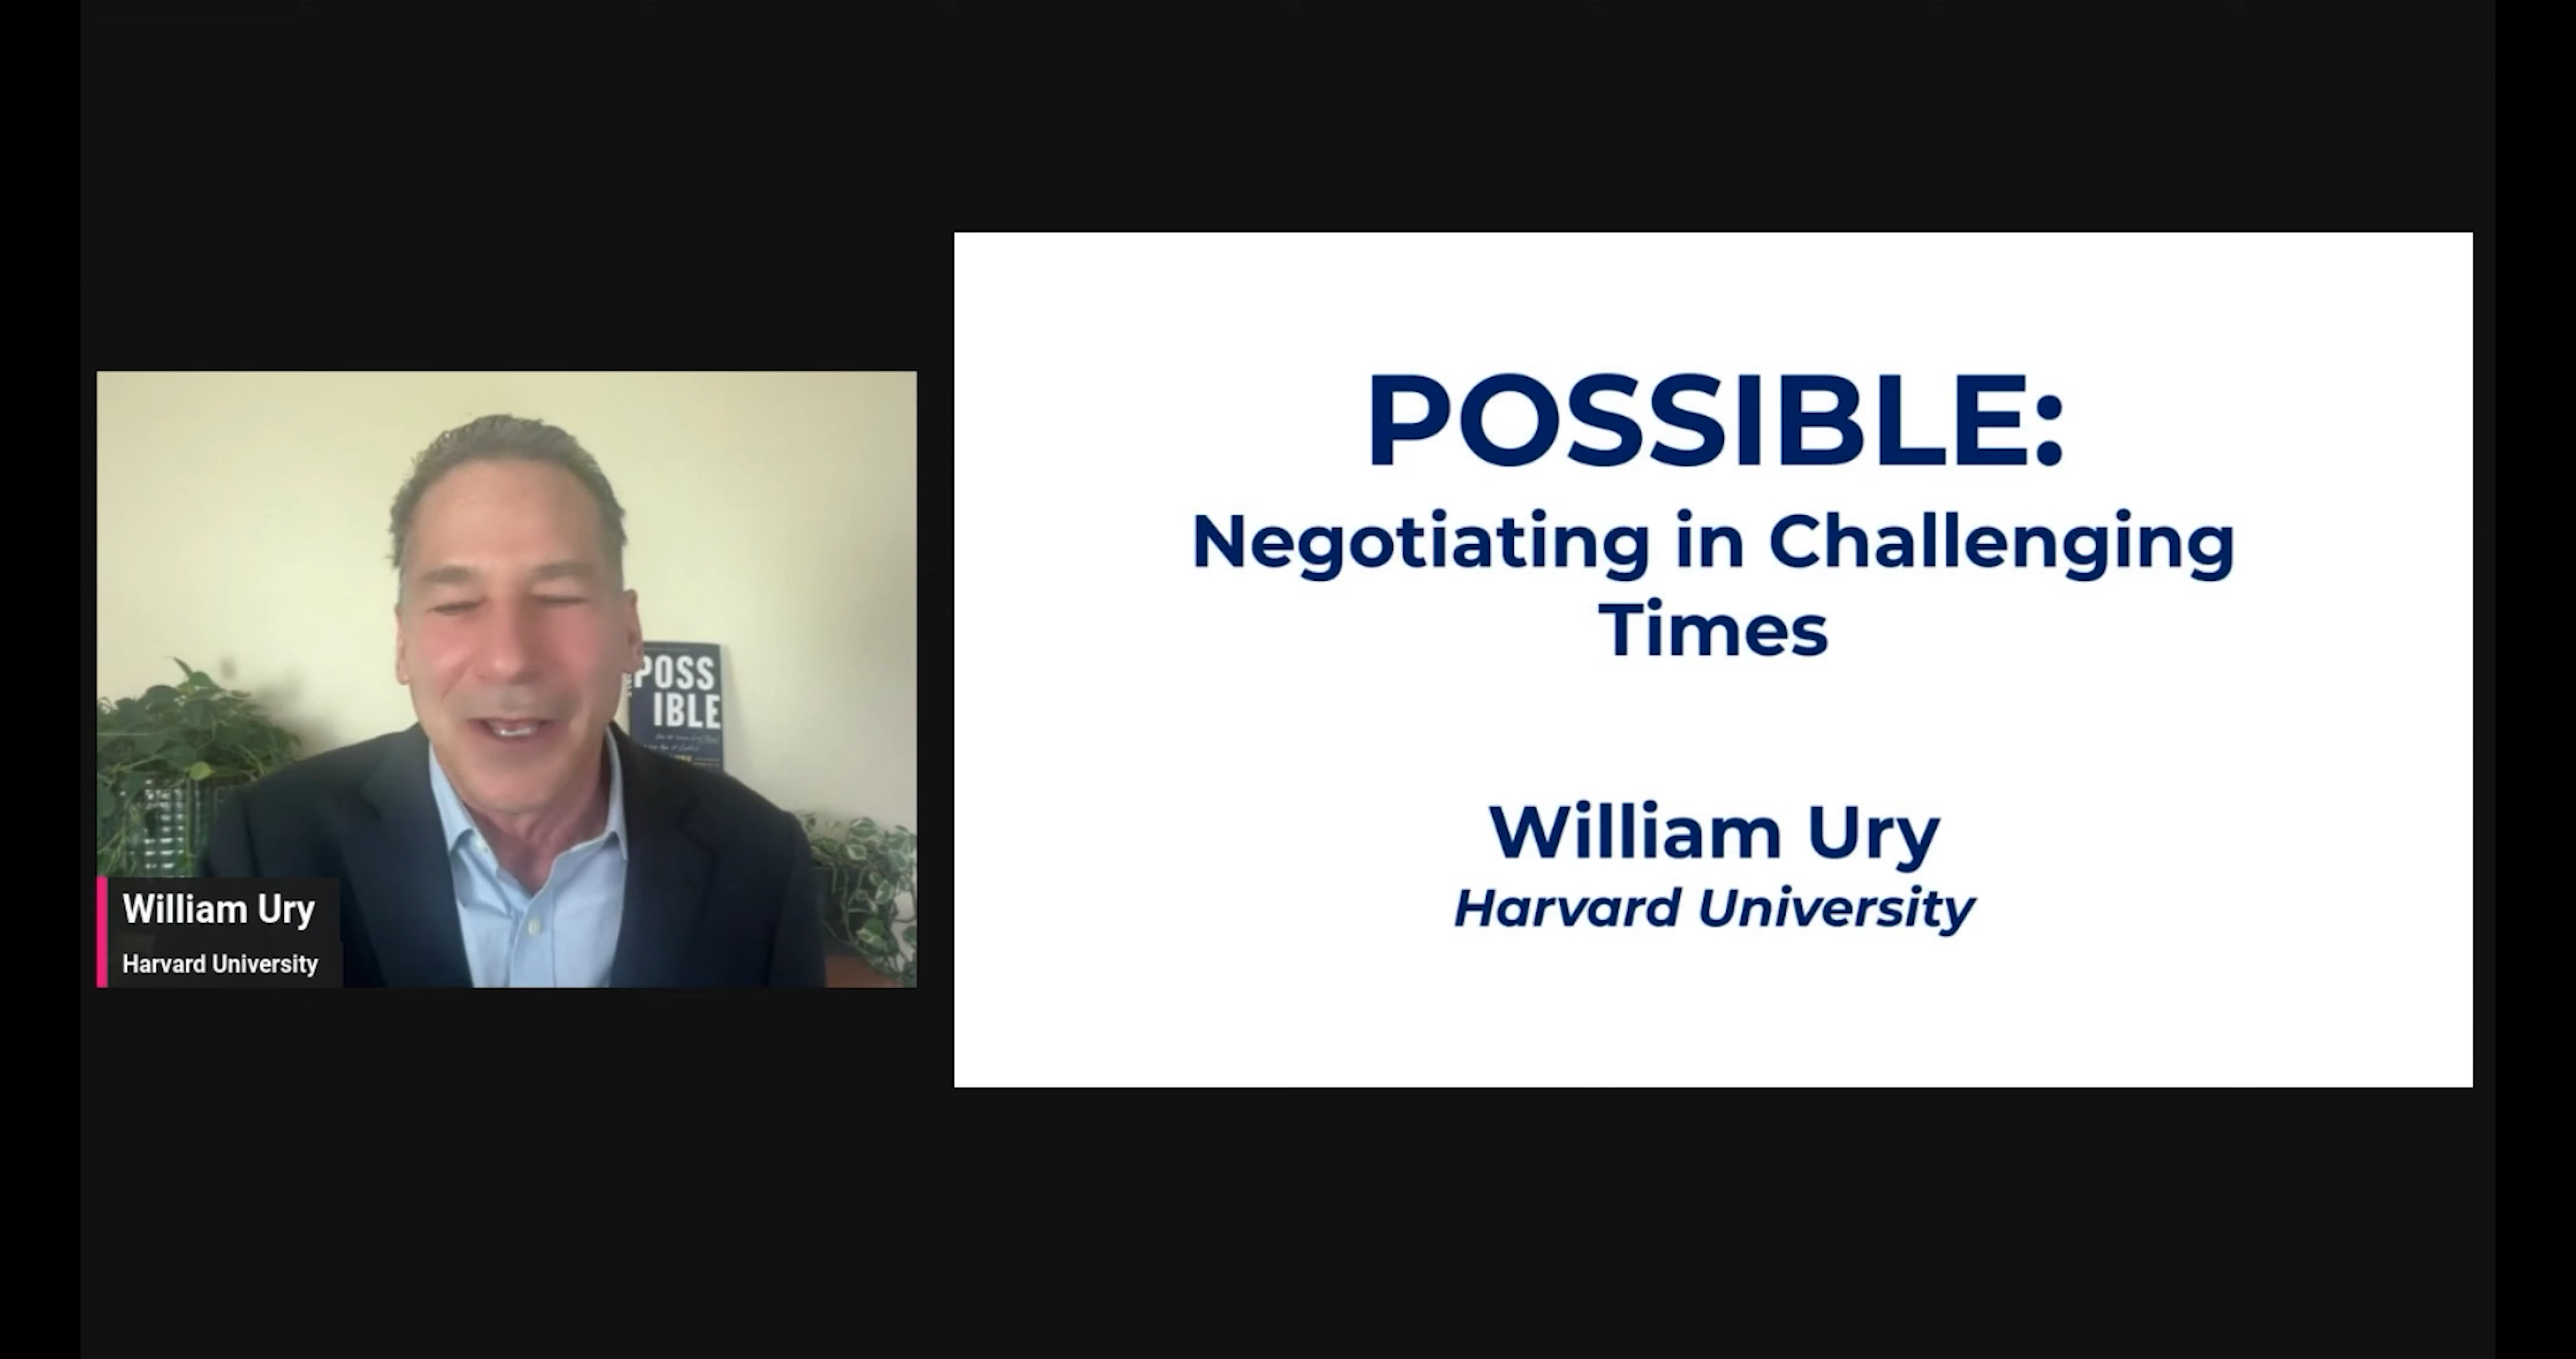 POSS
IBLE
William Ury
Harvard University
POSSIBLE:
Negotiating in Challenging
Times
William Ury
Harvard University